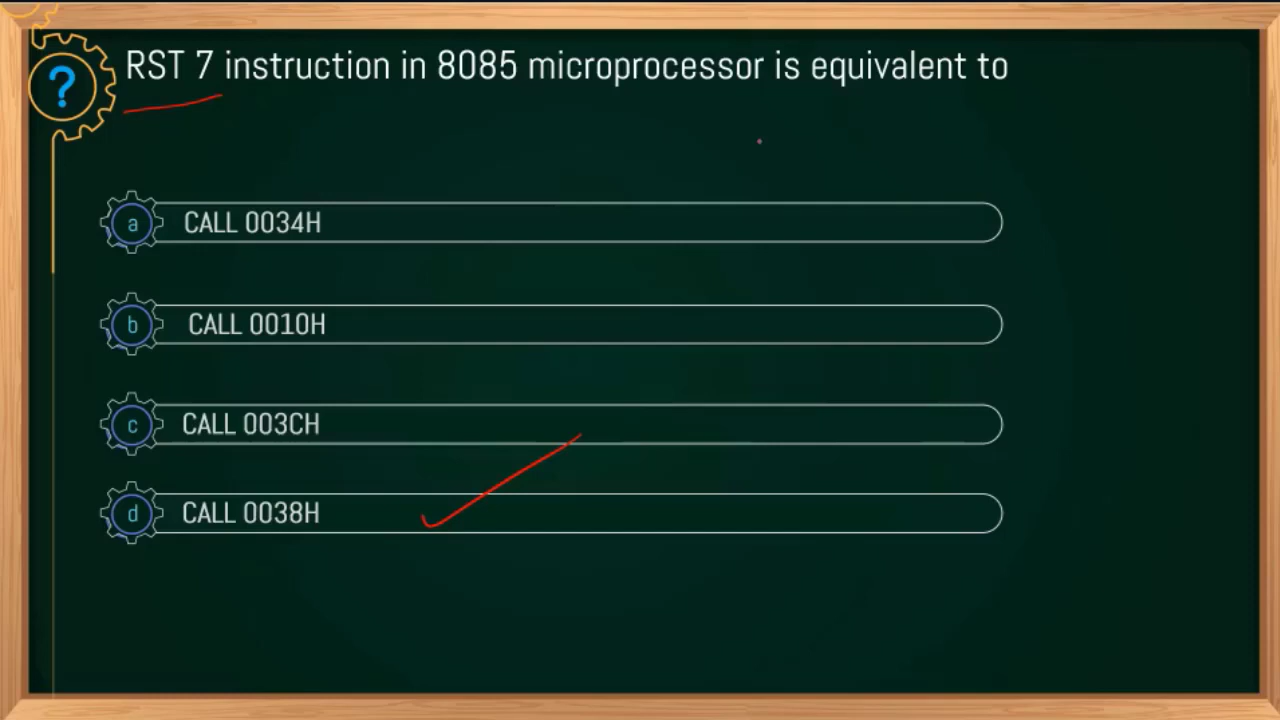 ?
RST 7 instruction in 8085 microprocessor is equivalent to
a CALL 0034H
b CALL 0010H
c CALL 003CH
d CALL 0038H